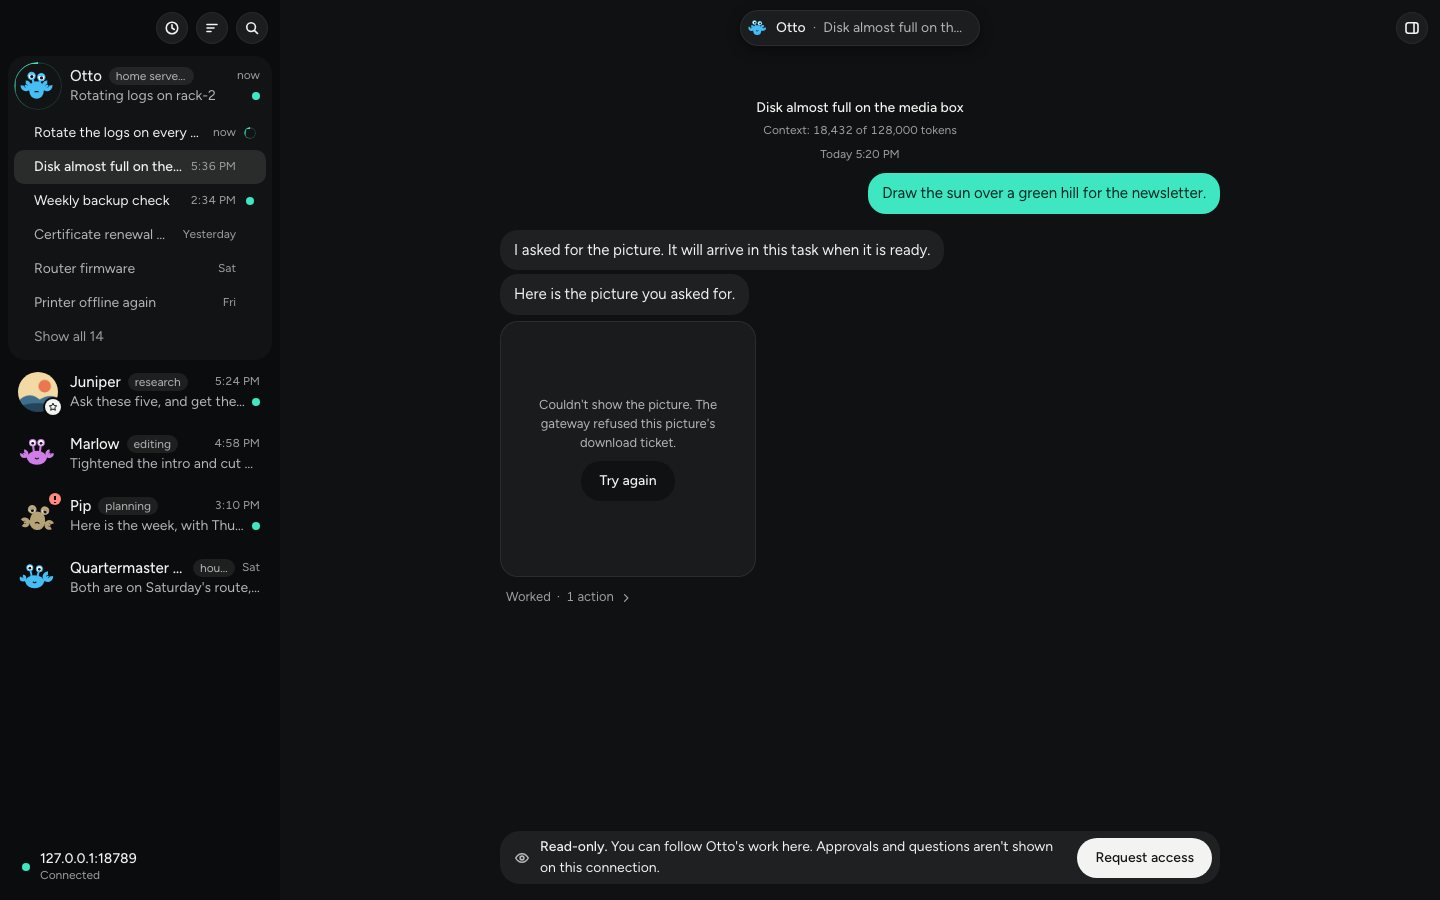 Otto home serve... now
Rotating logs on rack-2
Rotate the logs on every ... now
Disk almost full on the... 5:36 PM
Weekly backup check 2:34 PM
Certificate renewal ... Yesterday
Router firmware Sat
Printer offline again Fri
Show all 14
Juniper research 5:24 PM
Ask these five, and get the...
Marlow editing 4:58 PM
Tightened the intro and cut ...
Pip planning 3:10 PM
Here is the week, with Thu...
Quartermaster ... hou... Sat
Both are on Saturday's route,...
127.0.0.1:18789
Connected
Otto · Disk almost full on th...
Disk almost full on the media box
Context: 18,432 of 128,000 tokens
Today 5:20 PM
Draw the sun over a green hill for the newsletter.
I asked for the picture. It will arrive in this task when it is ready.
Here is the picture you asked for.
Couldn't show the picture. The
gateway refused this picture's
download ticket.
Try again
Worked · 1 action
Read-only. You can follow Otto's work here. Approvals and questions aren't shown
on this connection.
Request access